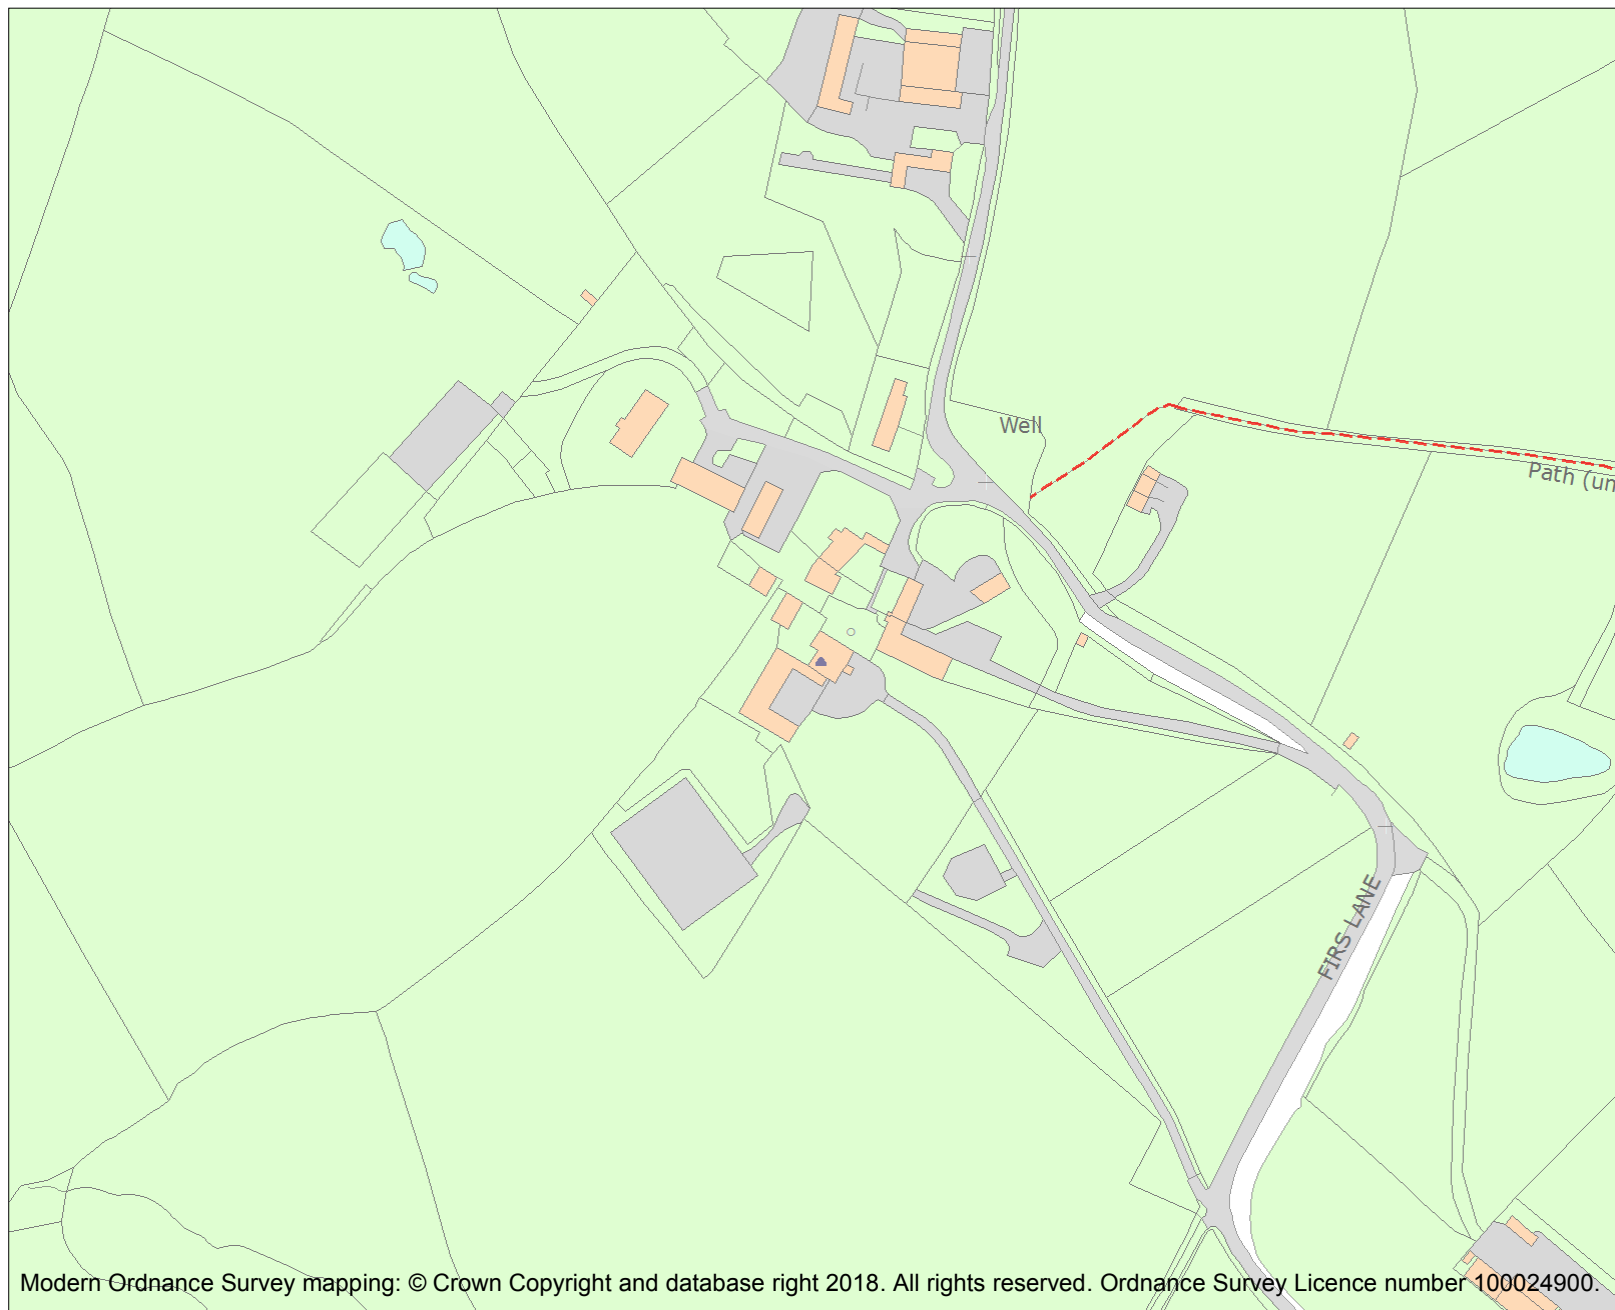 Well
Path (un
FIRS LANE
Modern Ordnance Survey mapping: © Crown Copyright and database right 2018. All rights reserved. Ordnance Survey Licence number 100024900.